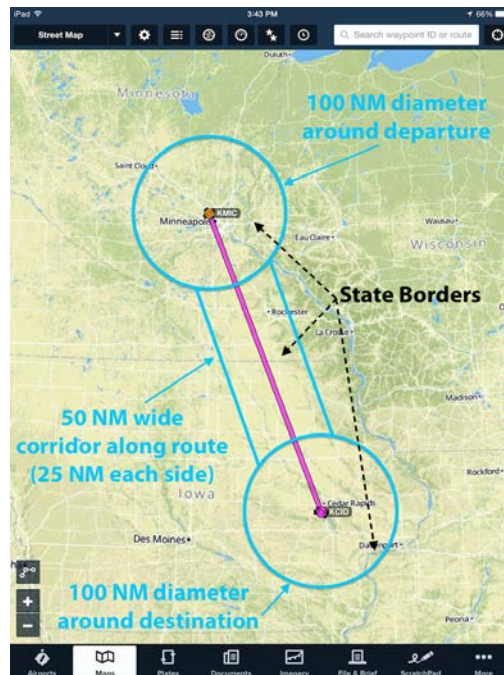 iPad
3:43 PM
66%
Street Map
Search waypoint ID or route
Duluth
Minnesota
100 NM diameter
around departure
Saint Cloud
KMIC
Minneapolis
Wausau
Eau Claire
Wisconsin
State Borders
Rochester
La Crosse
50 NM wide
corridor along route
(25 NM each side)
Madison
Rockford
Iowa
Cedar Rapids
KCID
Des Moines
Davenport
100 NM diameter
around destination
Peoria
Airports Maps Plates Documents Imagery File & Brief ScratchPad More